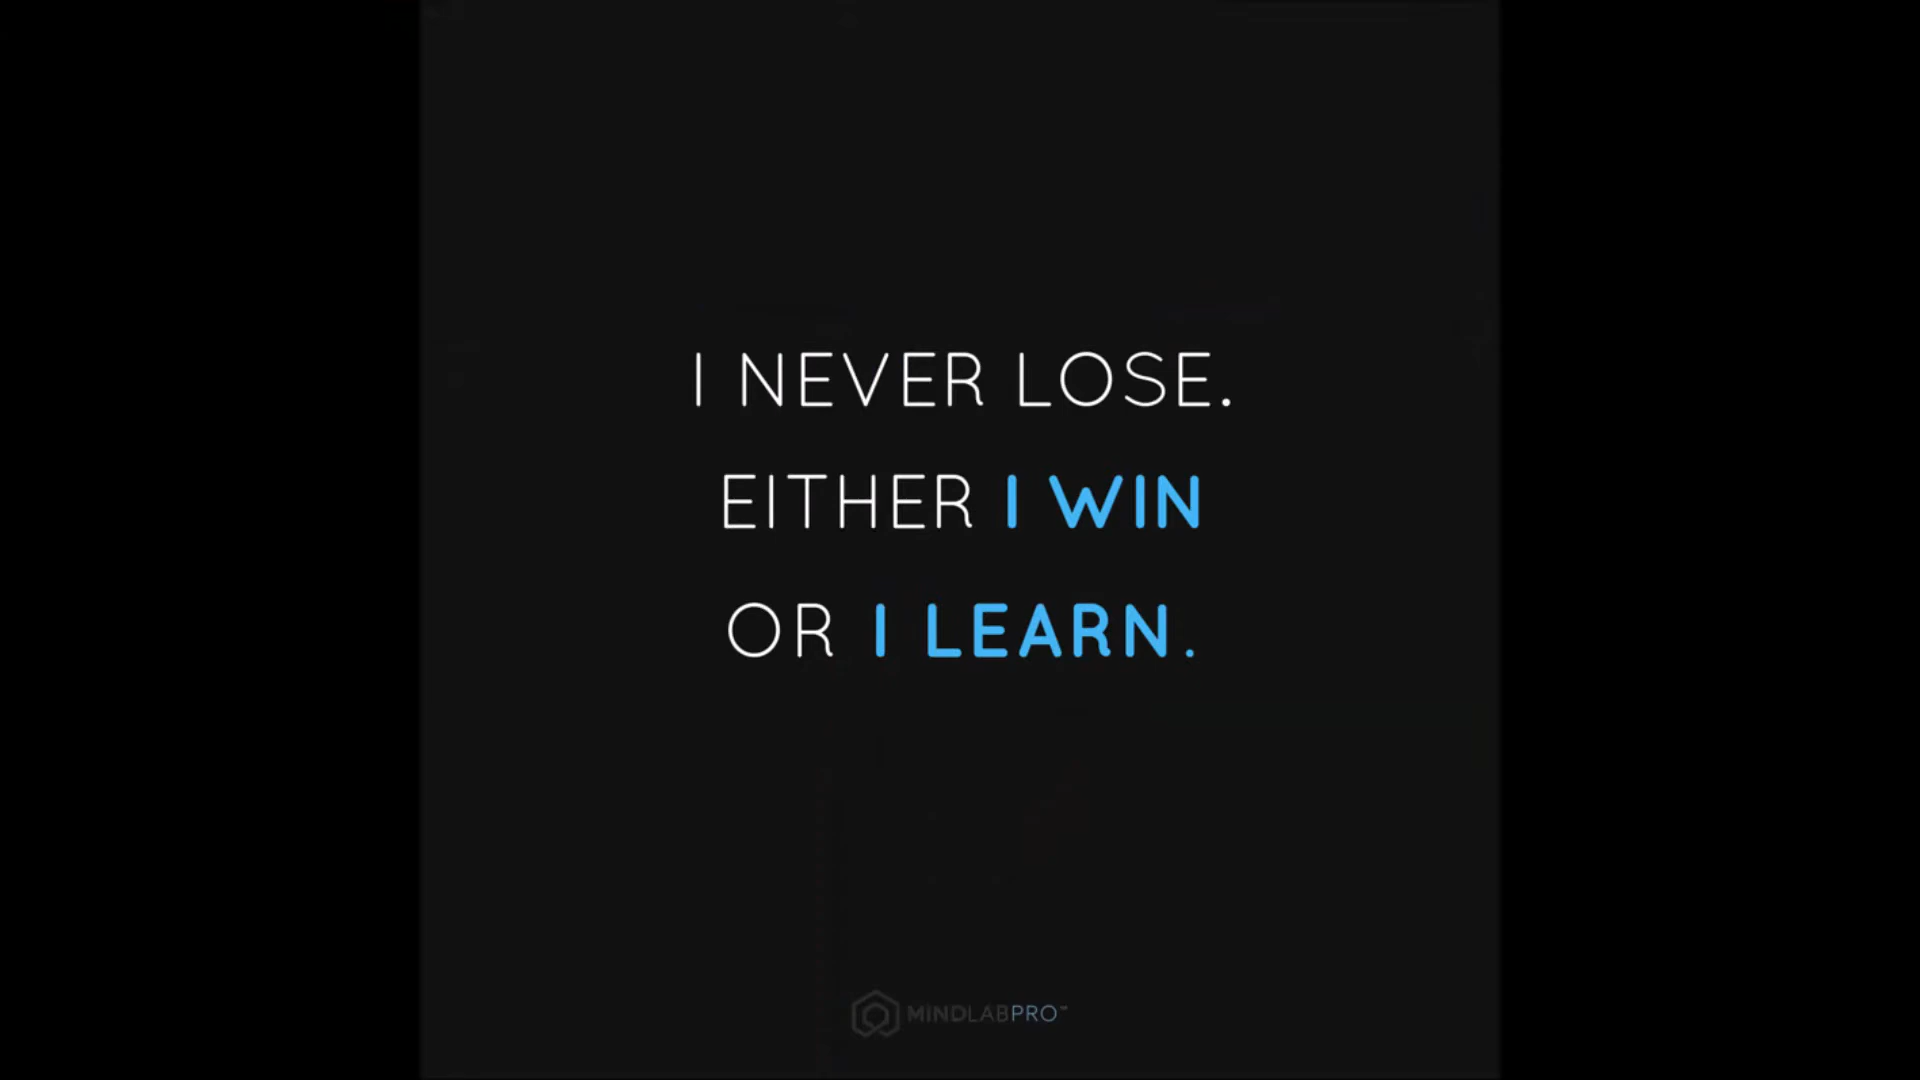 I NEVER LOSE.
EITHER I WIN
OR I LEARN.
MINDLABPRO™